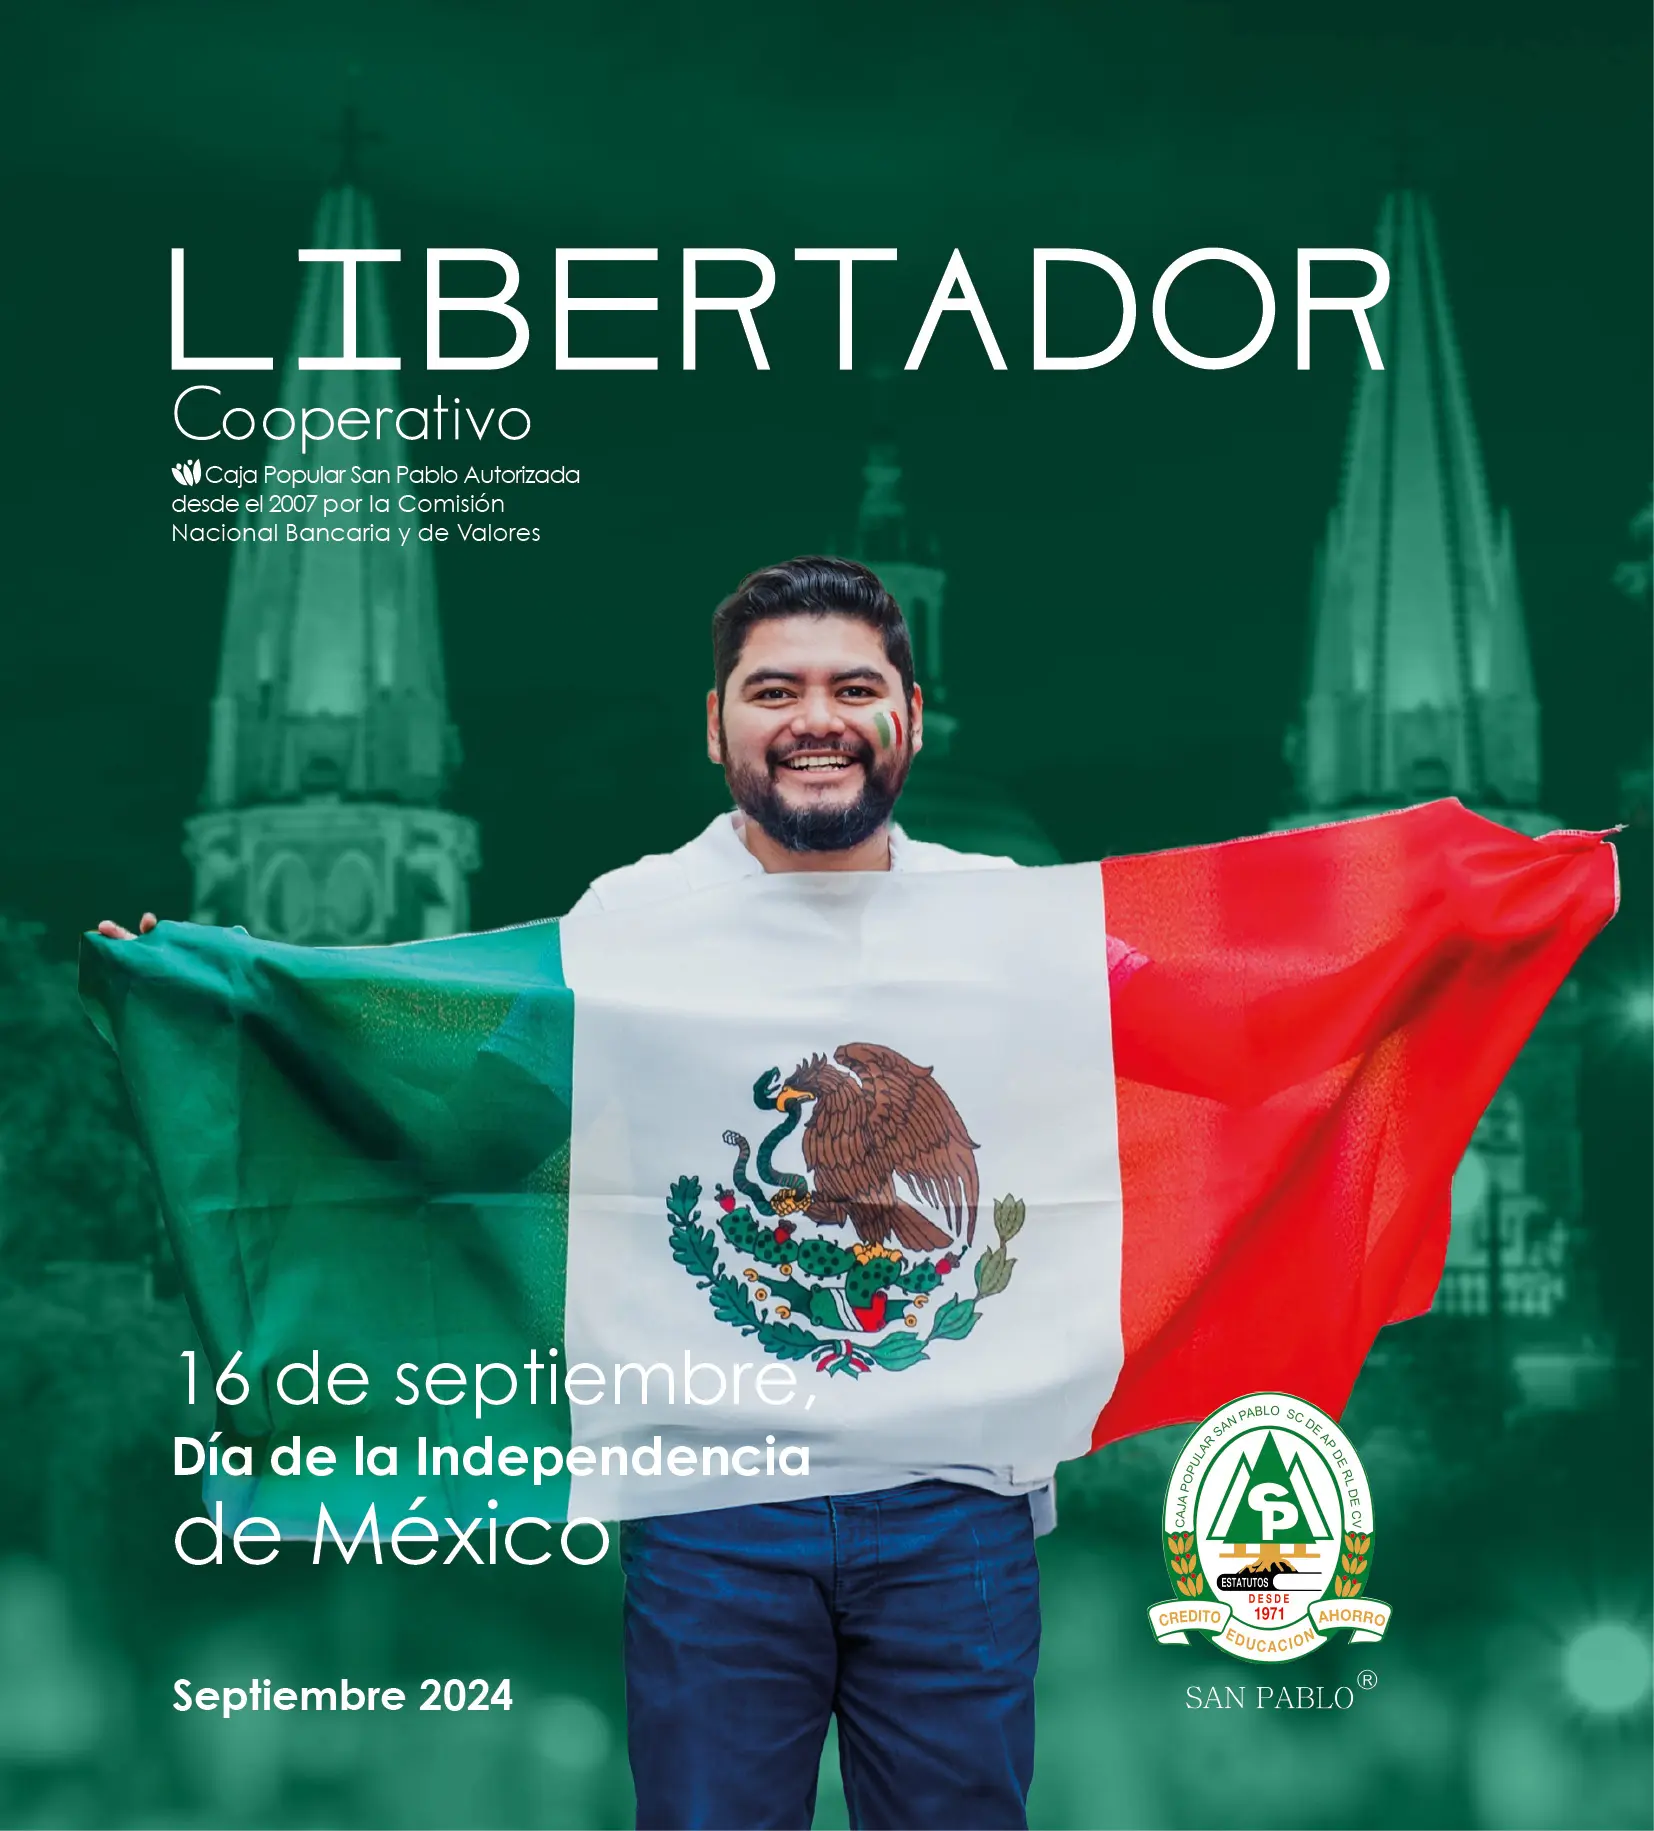 LIBERTADOR
Cooperativo
Caja Popular San Pablo Autorizada
desde el 2007 por la Comisión
Nacional Bancaria y de Valores
16 de septiembre,
Día de la Independencia
de México
Septiembre 2024
CAJA POPULAR SAN PABLO SC DE AP DE RL DE CV
CP
ESTATUTOS
DESDE
1971
CREDITO EDUCACION AHORRO
SAN PABLO ®